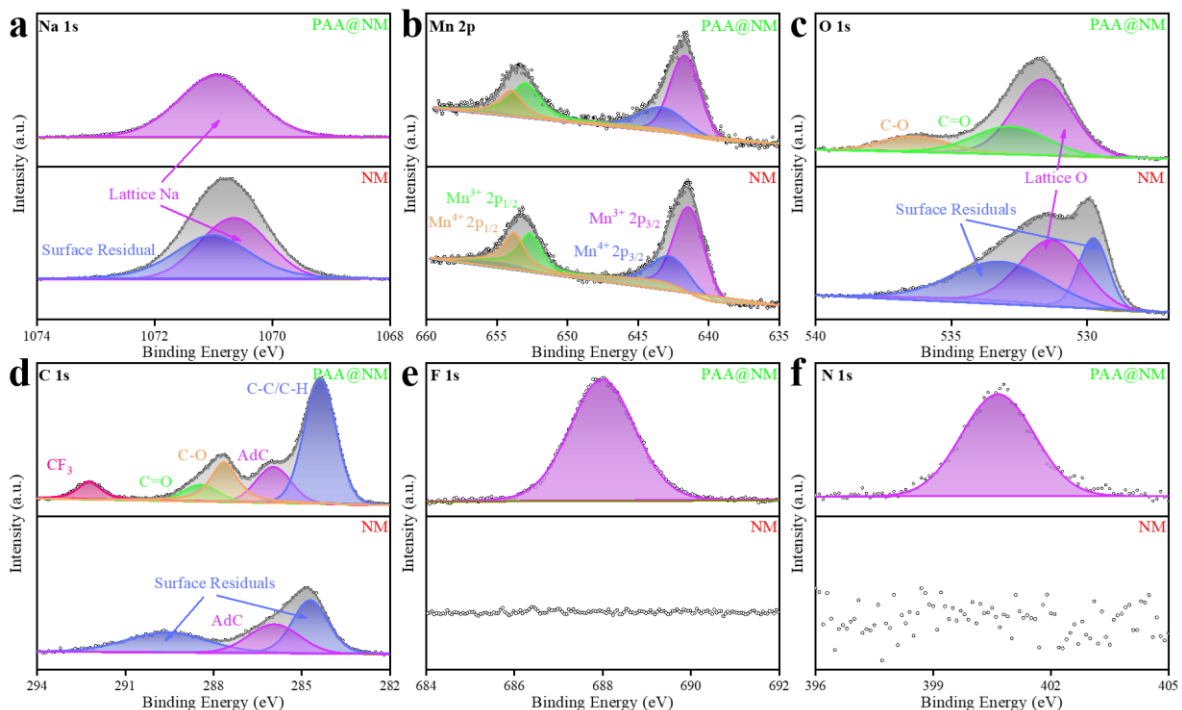 a
Na 1s
PAA@NM
Lattice Na
NM
Surface Residual
Intensity (a.u.)
1074 1072 1070 1068
Binding Energy (eV)
b
Mn 2p
PAA@NM
NM
Mn³⁺ 2p₁/₂
Mn⁴⁺ 2p₁/₂
Mn³⁺ 2p₃/₂
Mn⁴⁺ 2p₃/₂
Intensity (a.u.)
660 655 650 645 640 635
Binding Energy (eV)
c
O 1s
PAA@NM
C-O
C=O
Lattice O
NM
Surface Residuals
Intensity (a.u.)
540 535 530
Binding Energy (eV)
d
C 1s
PAA@NM
C-C/C-H
CF₃
C=O
C-O
AdC
NM
Surface Residuals
AdC
Intensity (a.u.)
294 291 288 285 282
Binding Energy (eV)
e
F 1s
PAA@NM
NM
Intensity (a.u.)
684 686 688 690 692
Binding Energy (eV)
f
N 1s
PAA@NM
NM
Intensity (a.u.)
396 399 402 405
Binding Energy (eV)